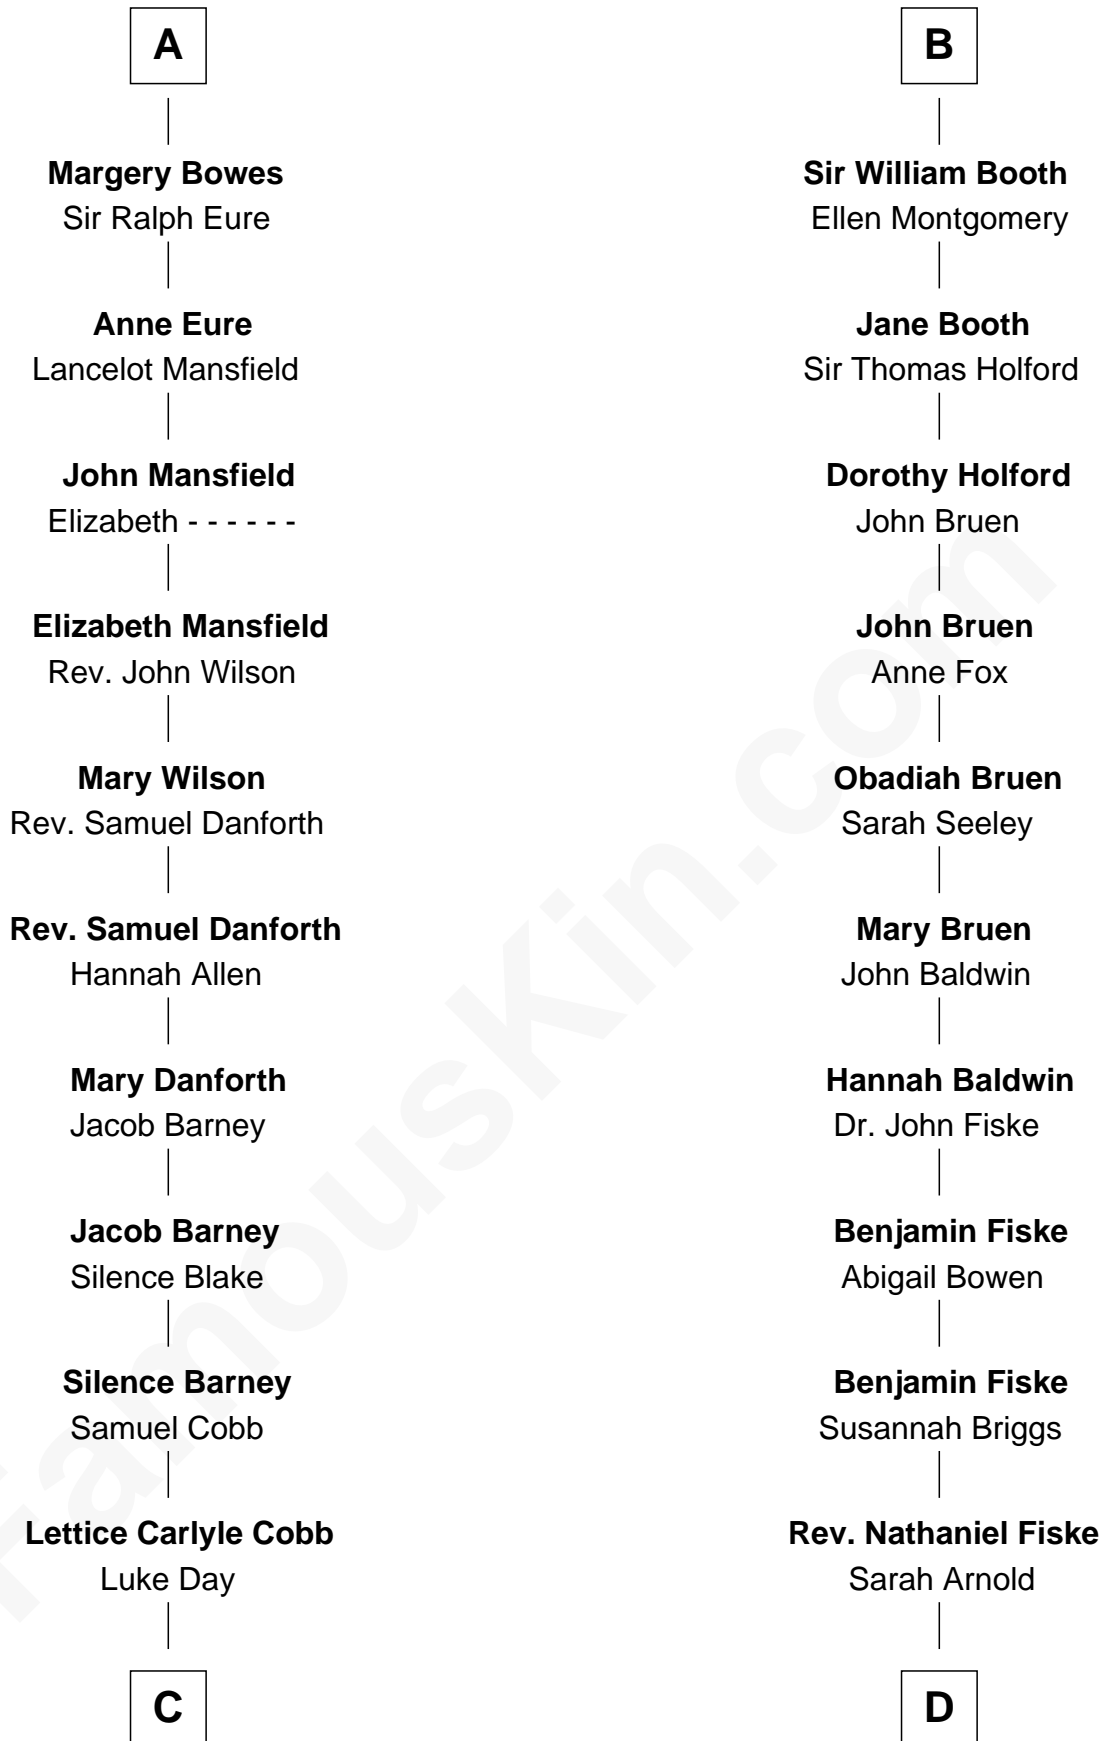 A
Margery Bowes
Sir Ralph Eure
Anne Eure
Lancelot Mansfield
John Mansfield
Elizabeth - - - - - -
Elizabeth Mansfield
Rev. John Wilson
Mary Wilson
Rev. Samuel Danforth
Rev. Samuel Danforth
Hannah Allen
Mary Danforth
Jacob Barney
Jacob Barney
Silence Blake
Silence Barney
Samuel Cobb
Lettice Carlyle Cobb
Luke Day
C
B
Sir William Booth
Ellen Montgomery
Jane Booth
Sir Thomas Holford
Dorothy Holford
John Bruen
John Bruen
Anne Fox
Obadiah Bruen
Sarah Seeley
Mary Bruen
John Baldwin
Hannah Baldwin
Dr. John Fiske
Benjamin Fiske
Abigail Bowen
Benjamin Fiske
Susannah Briggs
Rev. Nathaniel Fiske
Sarah Arnold
D
FamousKin.com